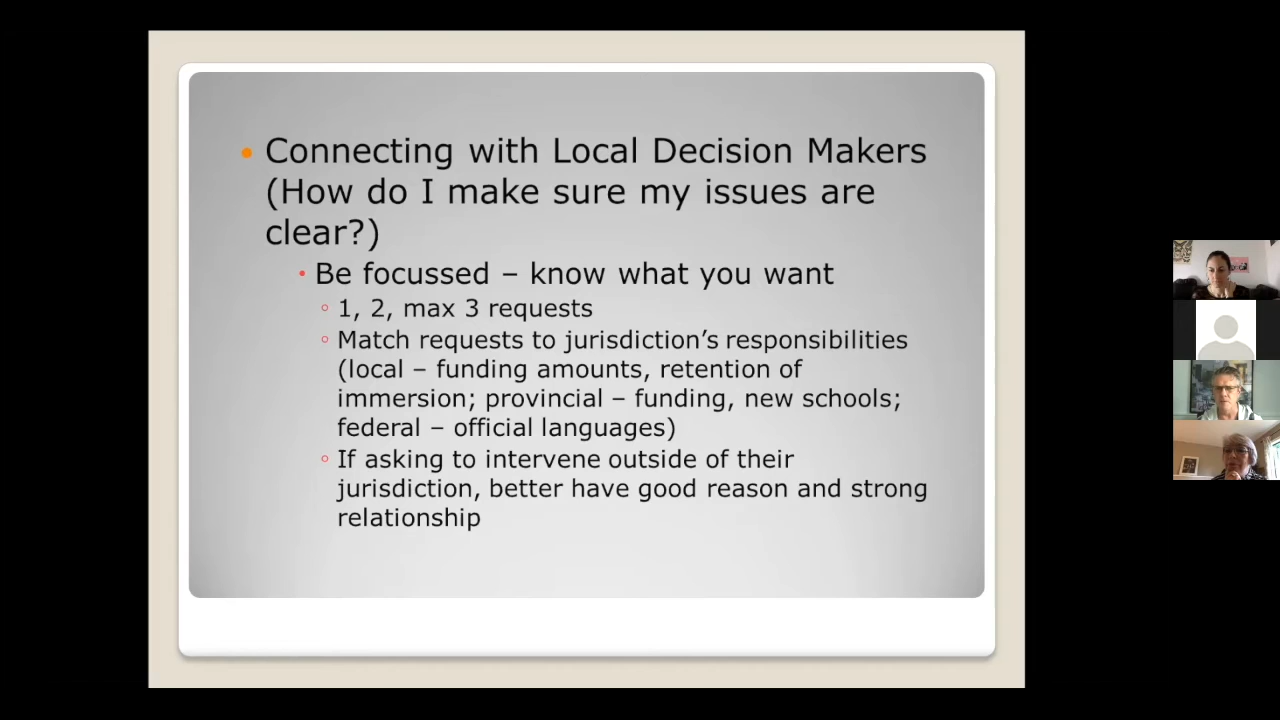 Connecting with Local Decision Makers
(How do I make sure my issues are
clear?)
Be focussed – know what you want
1, 2, max 3 requests
Match requests to jurisdiction’s responsibilities
(local – funding amounts, retention of
immersion; provincial – funding, new schools;
federal – official languages)
If asking to intervene outside of their
jurisdiction, better have good reason and strong
relationship